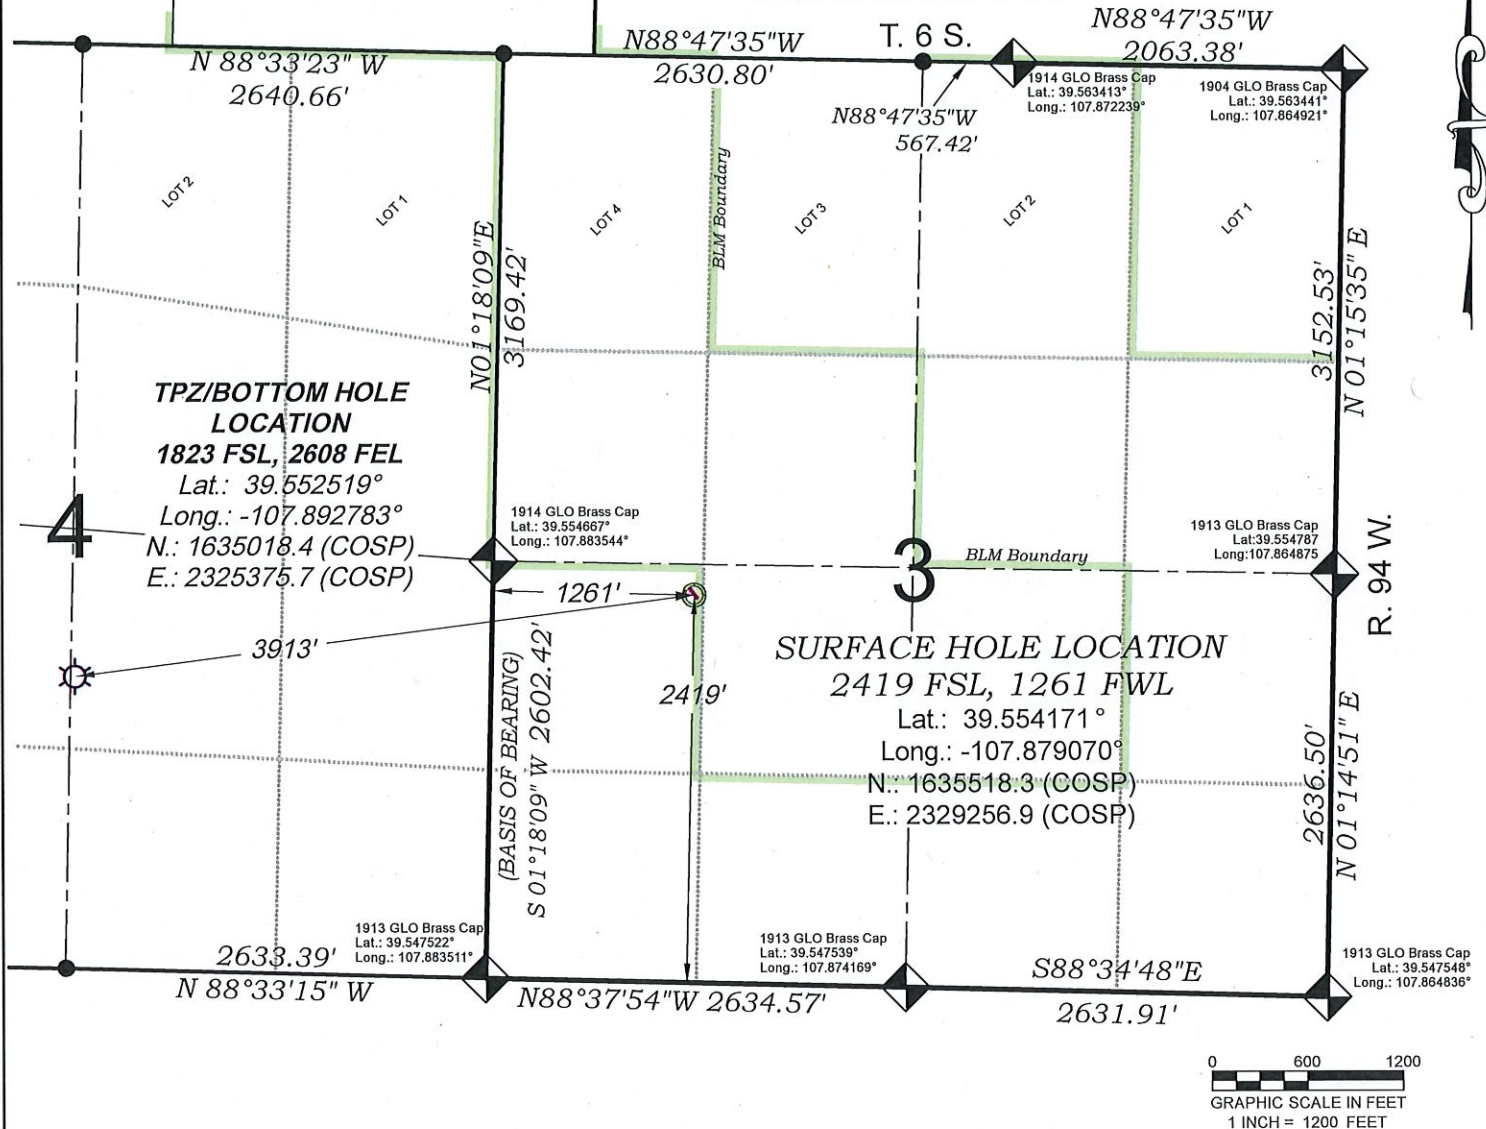 T. 6 S.
N 88°33'23" W
2640.66'
N88°47'35"W
2630.80'
N88°47'35"W
2063.38'
N88°47'35"W
567.42'
1914 GLO Brass Cap
Lat.: 39.563413°
Long.: 107.872239°
1904 GLO Brass Cap
Lat.: 39.563441°
Long.: 107.864921°
LOT 2
LOT 1
LOT 4
LOT 3
LOT 2
LOT 1
BLM Boundary
N01°18'09"E
3169.42'
3152.53'
N 01°15'35" E
TPZ/BOTTOM HOLE
LOCATION
1823 FSL, 2608 FEL
Lat.: 39.552519°
Long.: -107.892783°
N.: 1635018.4 (COSP)
E.: 2325375.7 (COSP)
4
1914 GLO Brass Cap
Lat.: 39.554667°
Long.: 107.883544°
1913 GLO Brass Cap
Lat:39.554787
Long:107.864875
R. 94 W.
3
BLM Boundary
1261'
3913'
2419'
SURFACE HOLE LOCATION
2419 FSL, 1261 FWL
Lat.: 39.554171°
Long.: -107.879070°
N.: 1635518.3 (COSP)
E.: 2329256.9 (COSP)
(BASIS OF BEARING)
S 01°18'09" W 2602.42'
2636.50'
N 01°14'51" E
1913 GLO Brass Cap
Lat.: 39.547522°
Long.: 107.883511°
1913 GLO Brass Cap
Lat.: 39.547539°
Long.: 107.874169°
1913 GLO Brass Cap
Lat.: 39.547548°
Long.: 107.864836°
2633.39'
N 88°33'15" W
N88°37'54"W 2634.57'
S88°34'48"E
2631.91'
0 600 1200
GRAPHIC SCALE IN FEET
1 INCH = 1200 FEET